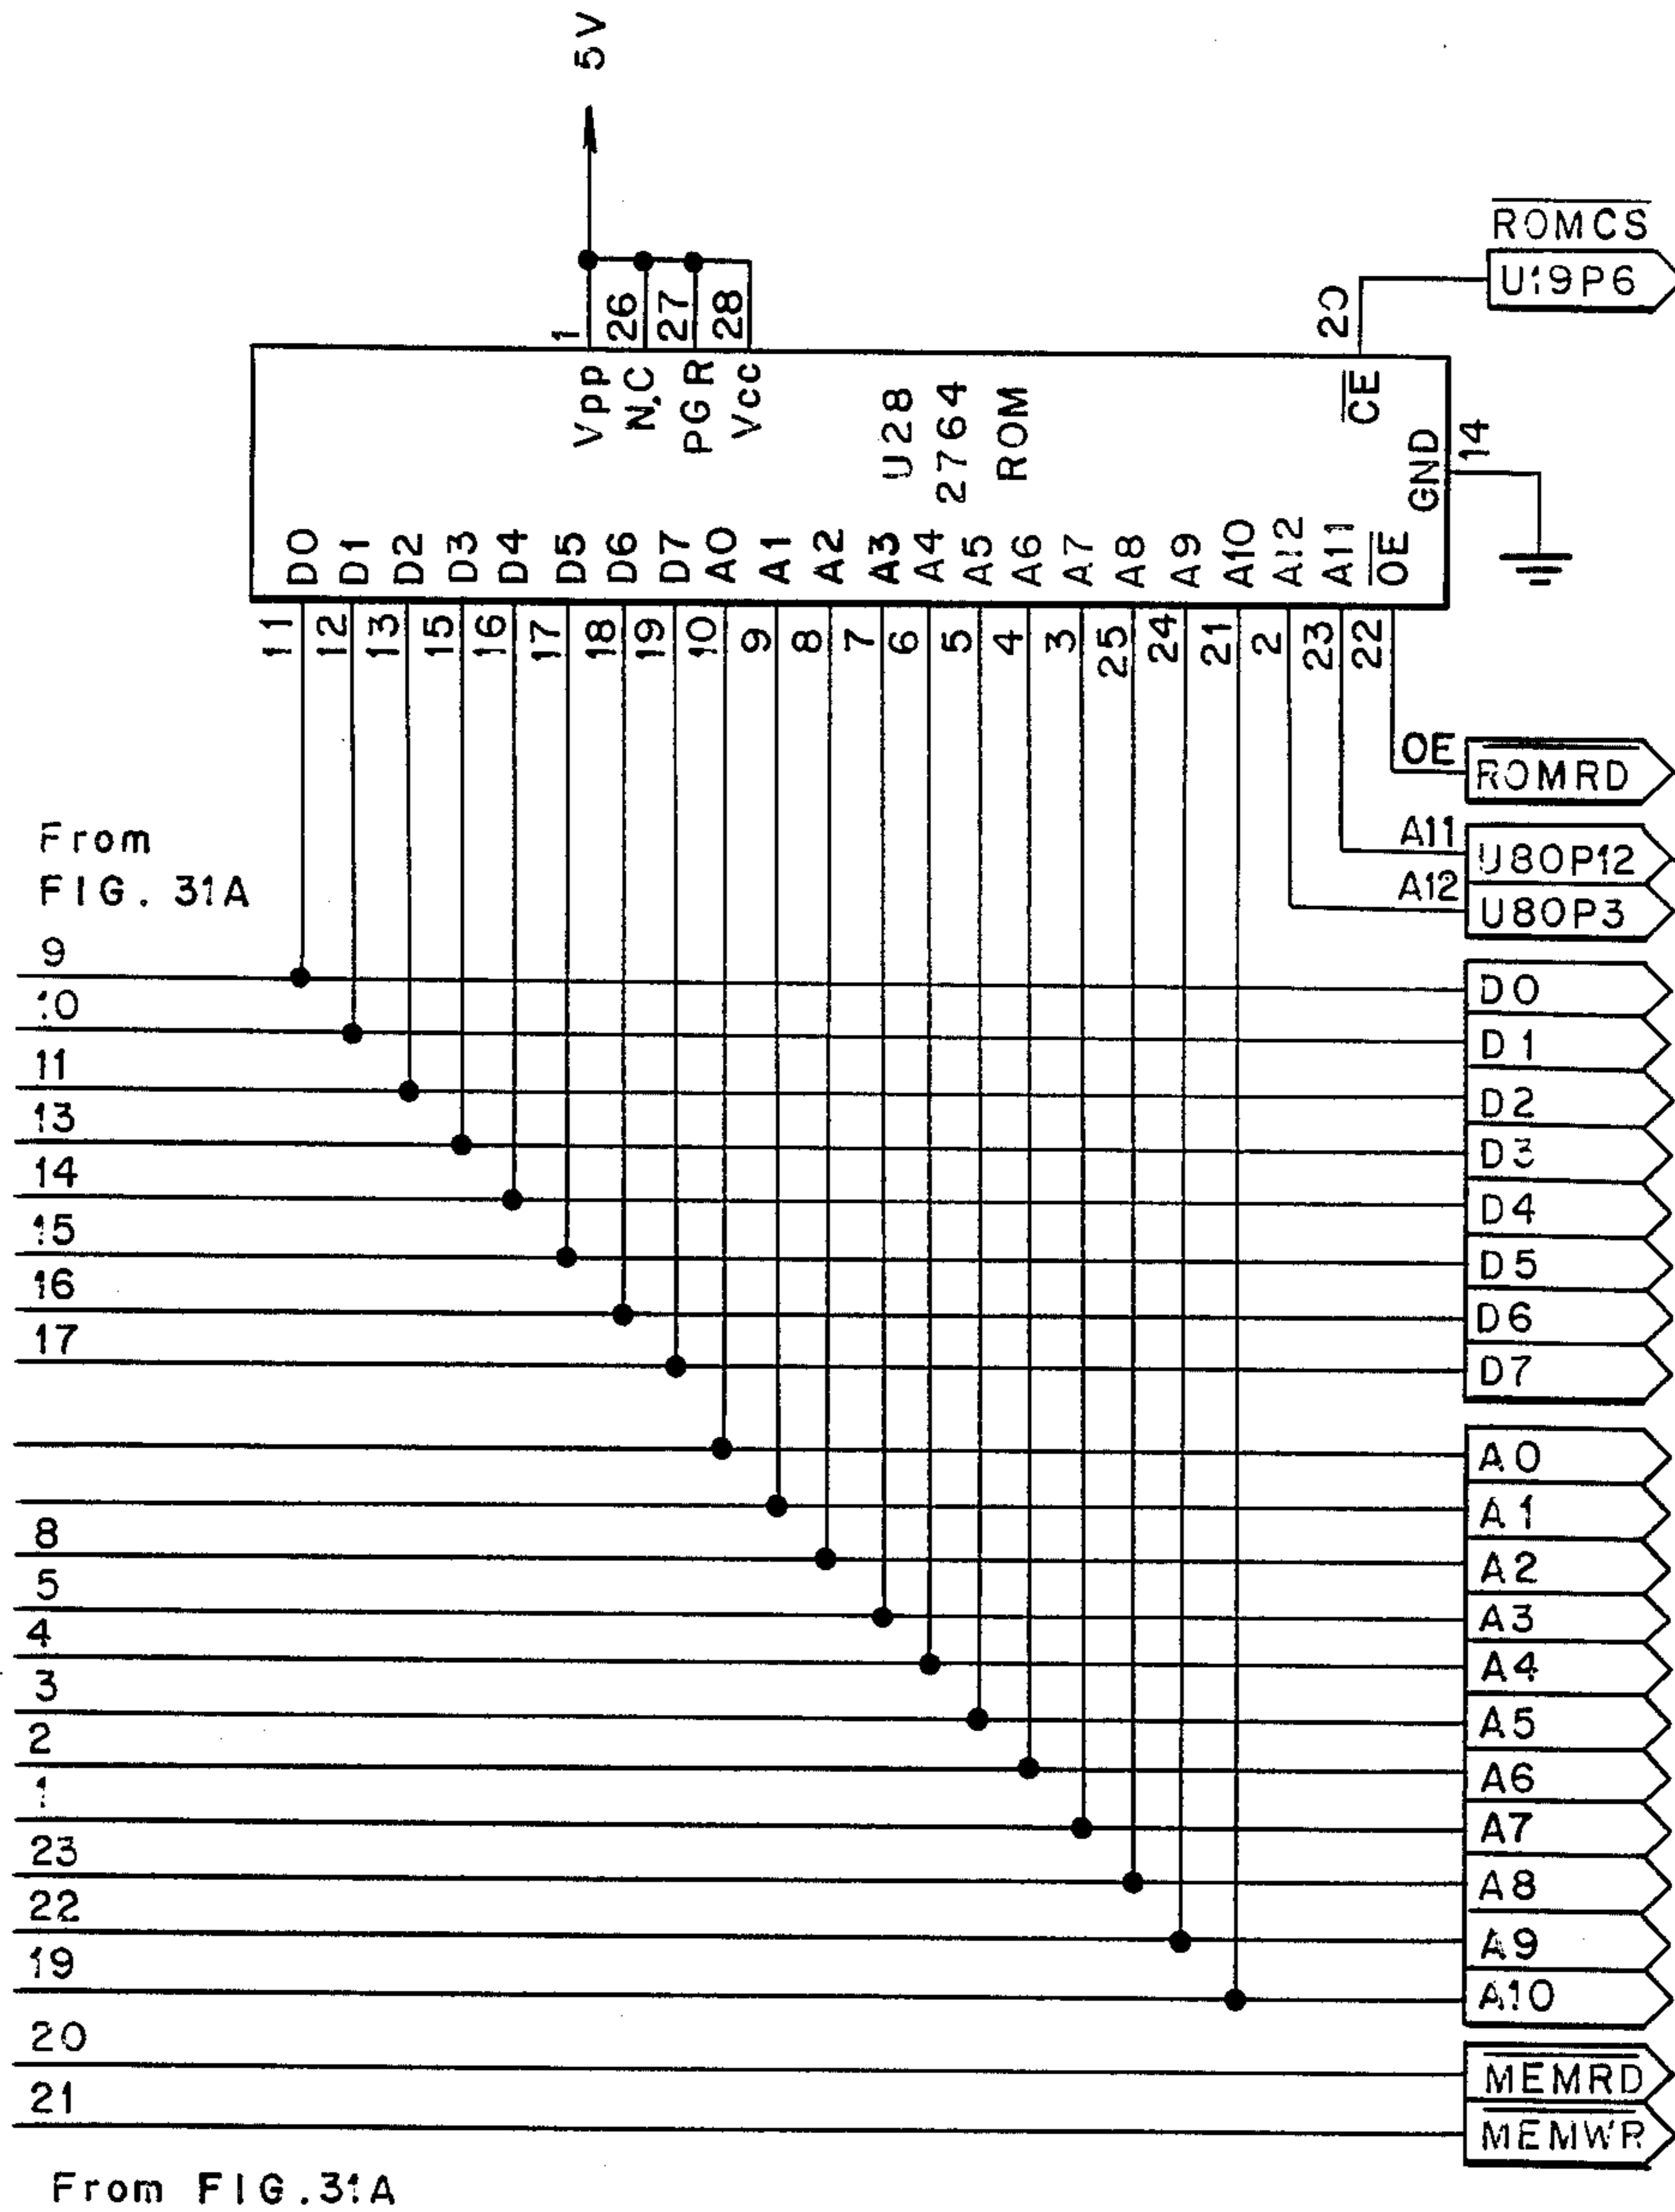 5V
ROMCS
U19P6
1
26
27
28
20
Vpp
N.C
PGR
Vcc
U28
2764
ROM
CE
GND
14
D0
D1
D2
D3
D4
D5
D6
D7
A0
A1
A2
A3
A4
A5
A6
A7
A8
A9
A10
A12
A11
OE
11
12
13
15
16
17
18
19
10
9
8
7
6
5
4
3
25
24
21
2
23
22
OE
ROMRD
A11
U80P12
A12
U80P3
From
FIG. 31A
9
D0
10
D1
11
D2
13
D3
14
D4
15
D5
16
D6
17
D7
A0
A1
8
A2
5
A3
4
A4
3
A5
2
A6
1
A7
23
A8
22
A9
19
A10
20
MEMRD
21
MEMWR
From FIG.31A